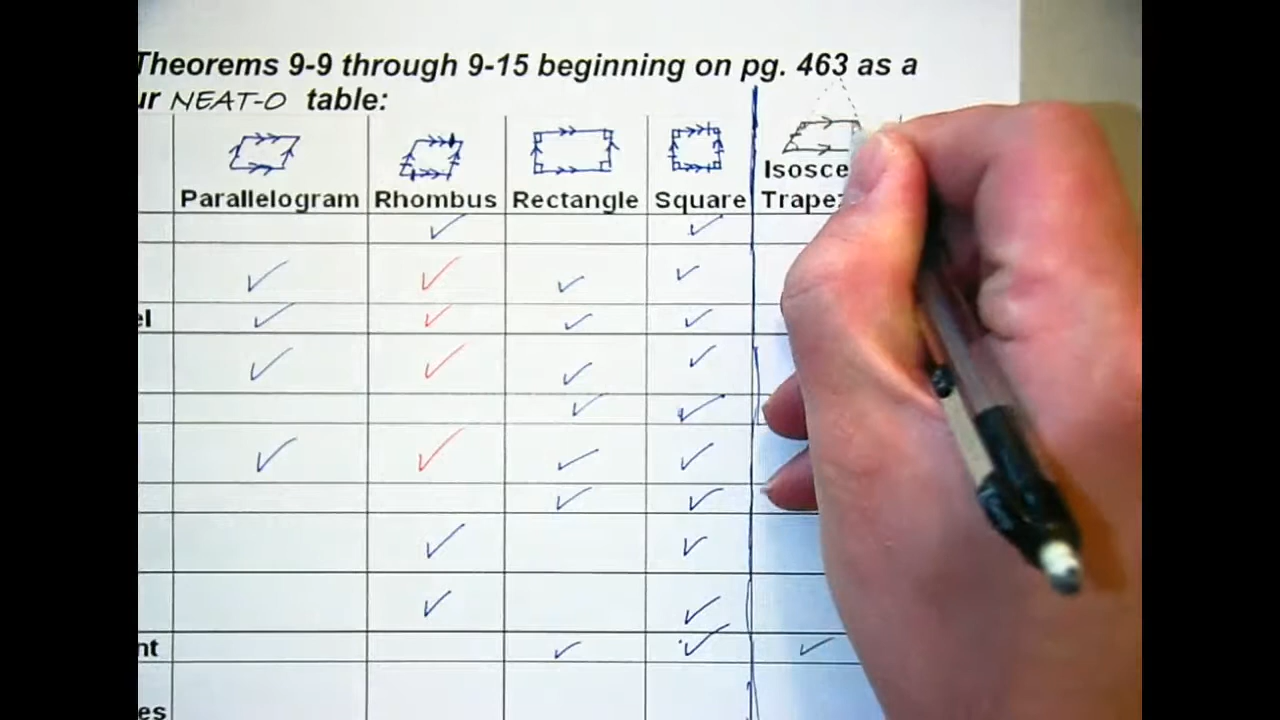 Theorems 9-9 through 9-15 beginning on pg. 463 as a
ur NEAT-O table:
Parallelogram Rhombus Rectangle Square Isosce
Trape
el
nt
es